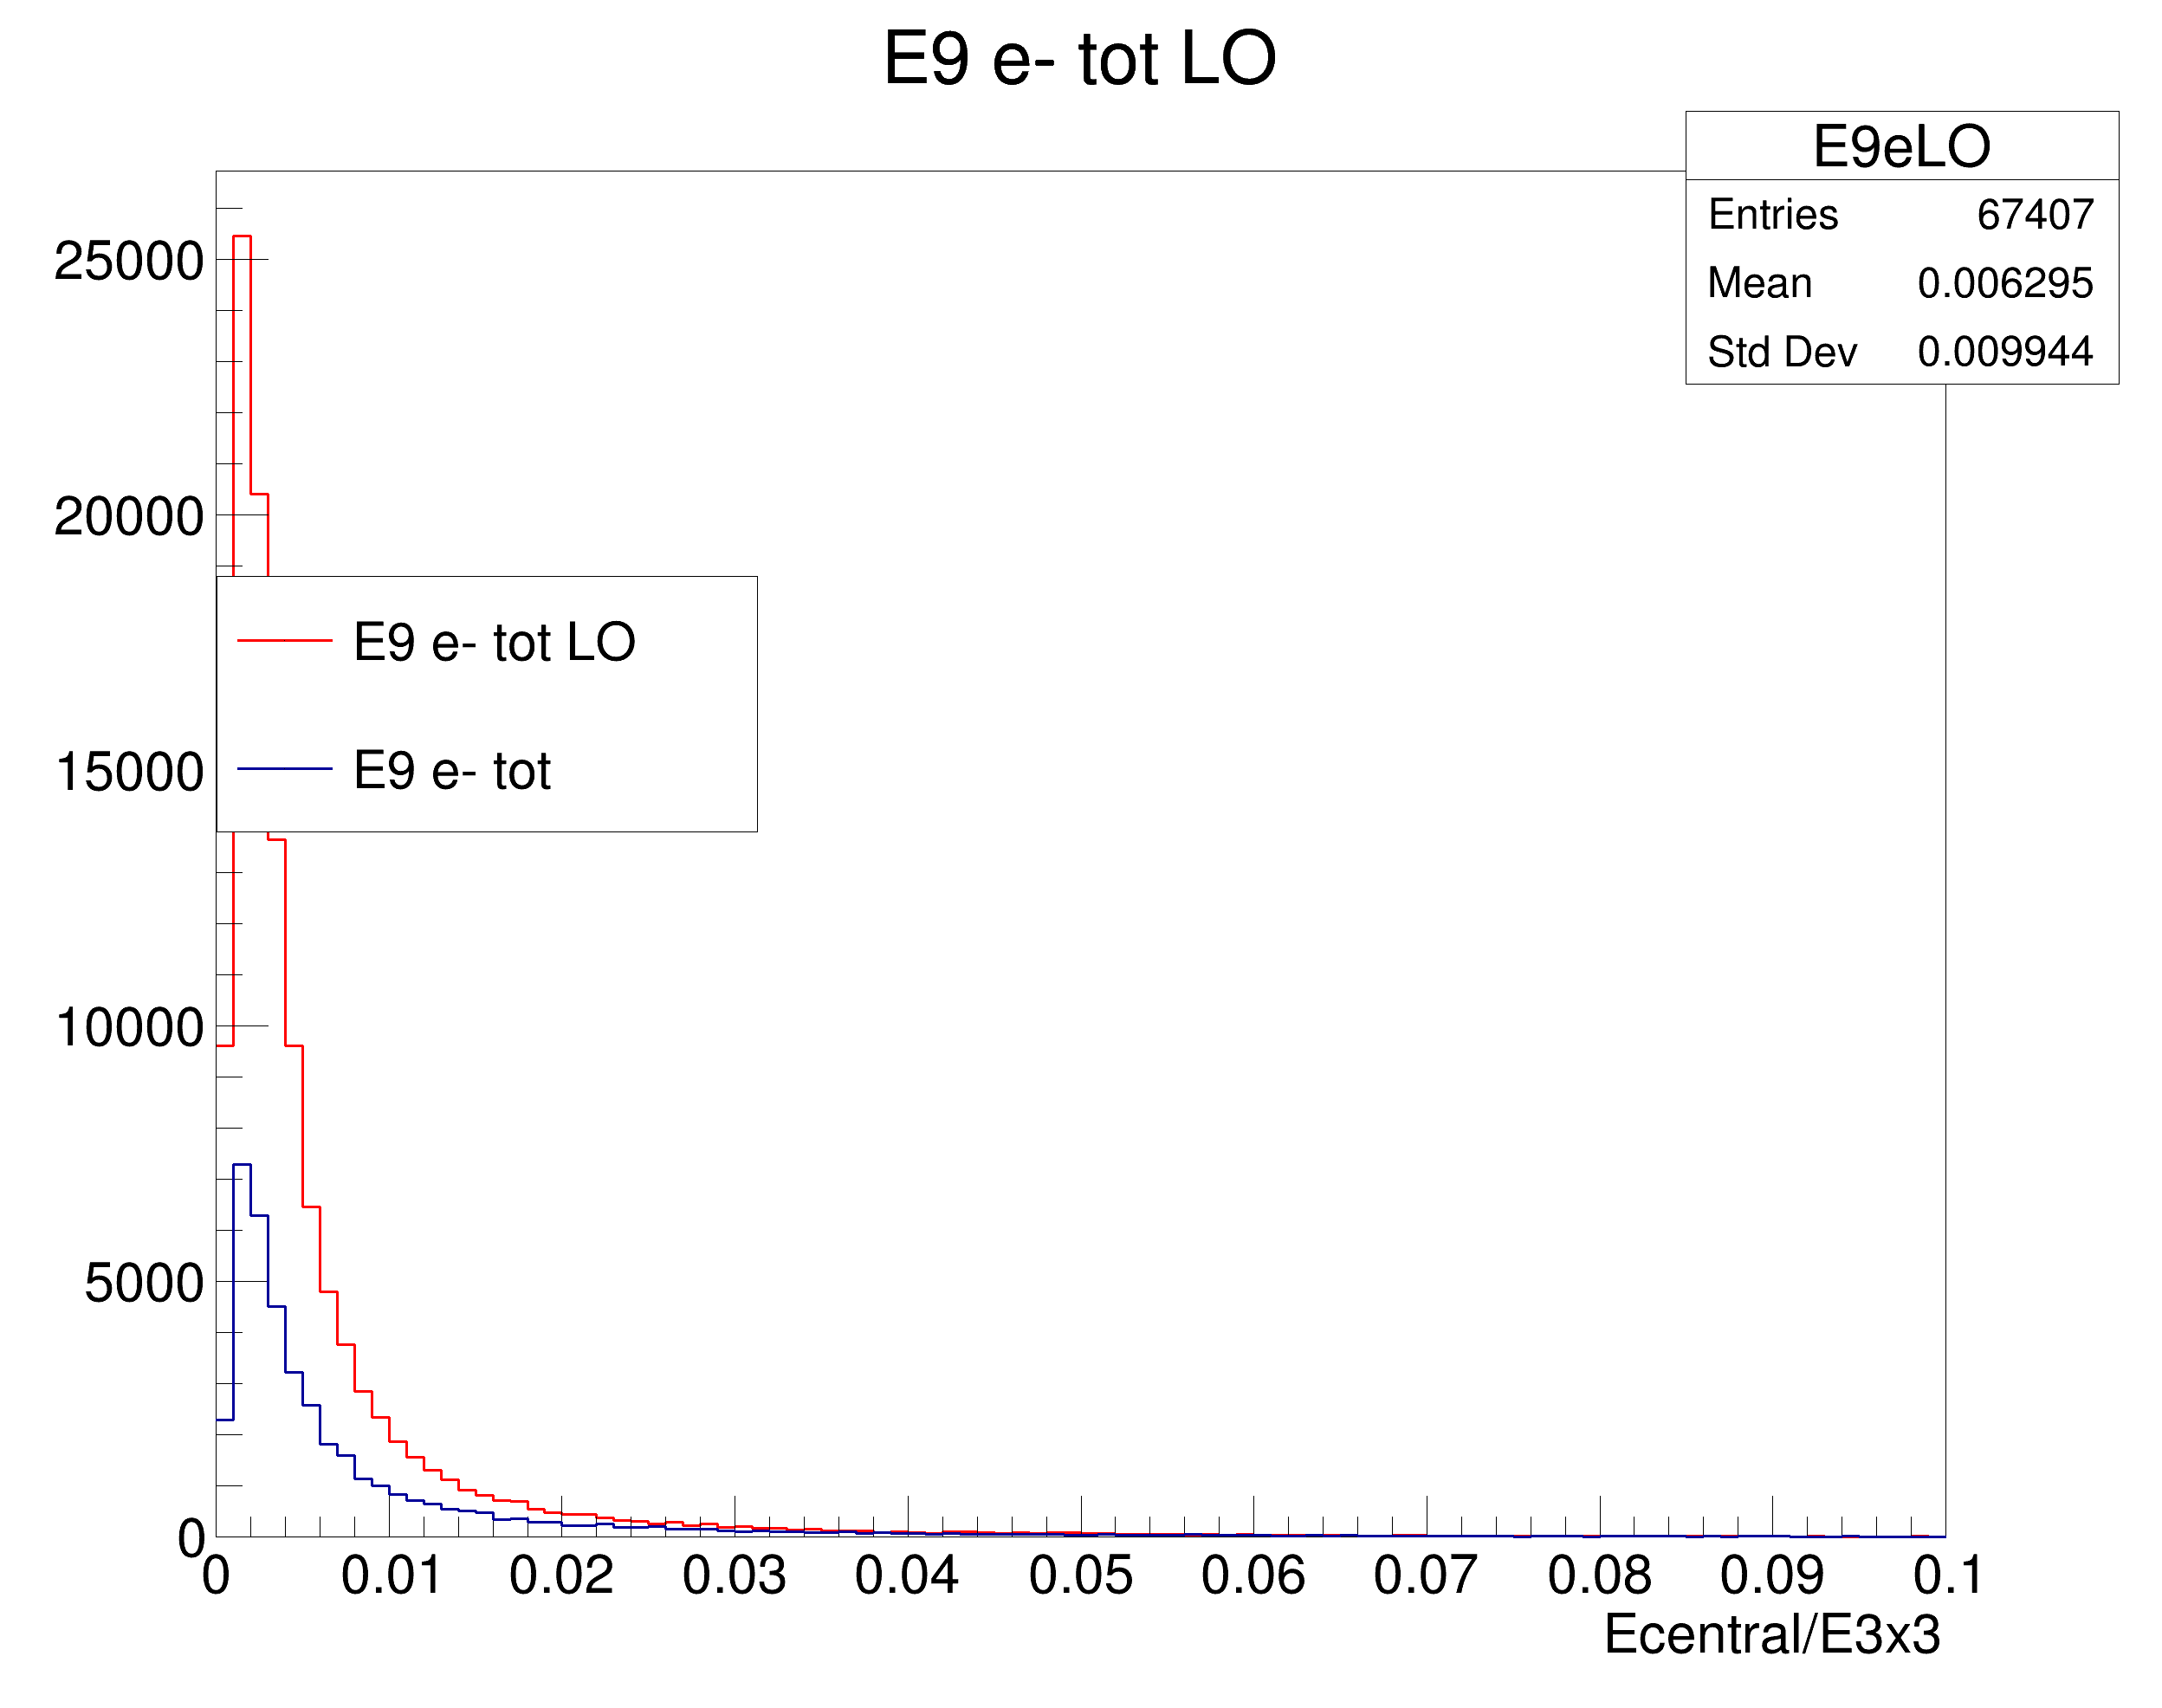 E9 e- tot LO
E9eLO
Entries 67407
Mean 0.006295
Std Dev 0.009944
25000
20000
E9 e- tot LO
15000
E9 e- tot
10000
5000
0
0 0.01 0.02 0.03 0.04 0.05 0.06 0.07 0.08 0.09 0.1
Ecentral/E3x3